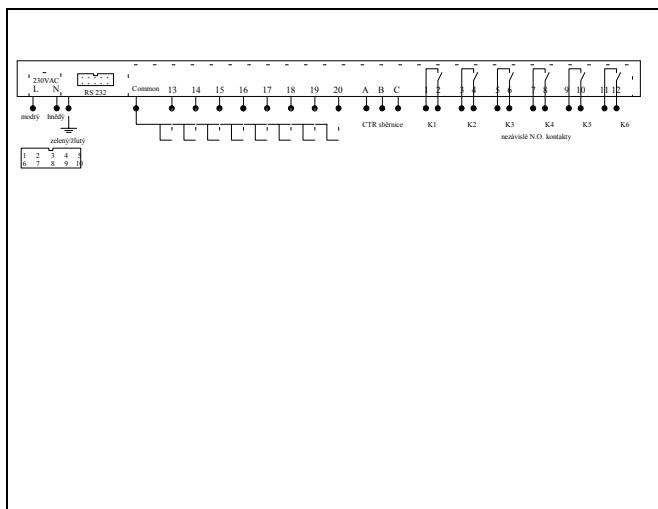 230VAC
L N RS 232 Common 13 14 15 16 17 18 19 20 A B C 1 2 3 4 5 6 7 8 9 10 11 12
modrý hnědý CTR sběrnice K1 K2 K3 K4 K5 K6
zelený/žlutý nezávislé N.O. kontakty
1 2 3 4 5
6 7 8 9 10